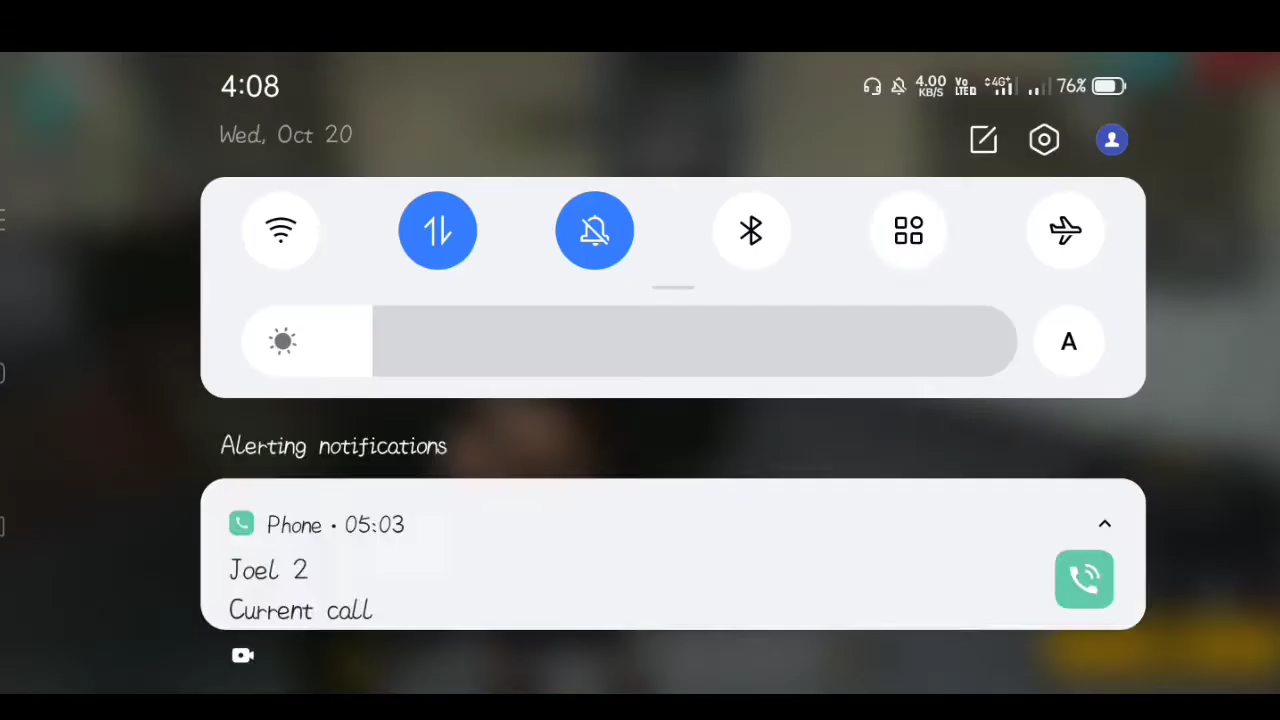 4:08
4.00 KB/S Vo LTE D 4G+ 76%
Wed, Oct 20
A
Alerting notifications
Phone • 05:03
Joel 2
Current call